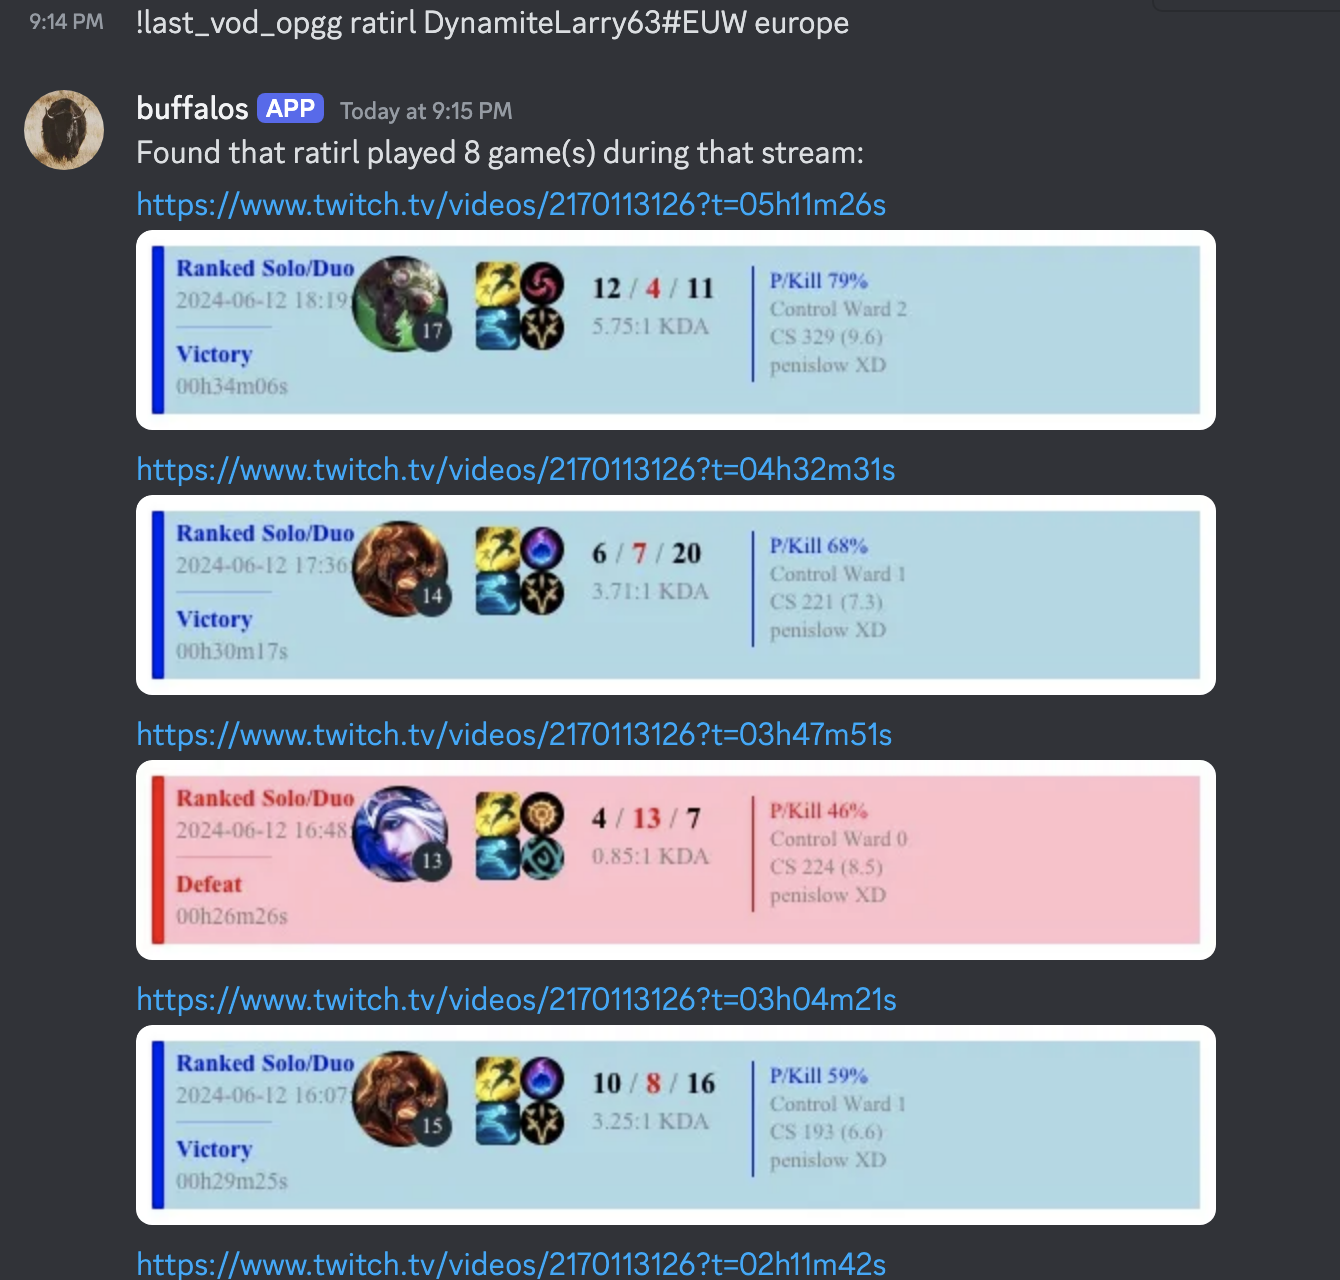 9:14 PM !last_vod_opgg ratirl DynamiteLarry63#EUW europe
buffalos APP Today at 9:15 PM
Found that ratirl played 8 game(s) during that stream:
https://www.twitch.tv/videos/2170113126?t=05h11m26s
Ranked Solo/Duo
2024-06-12 18:19:
Victory
00h34m06s
17
12 / 4 / 11
5.75:1 KDA
P/Kill 79%
Control Ward 2
CS 329 (9.6)
penislow XD
https://www.twitch.tv/videos/2170113126?t=04h32m31s
Ranked Solo/Duo
2024-06-12 17:36:
Victory
00h30m17s
14
6 / 7 / 20
3.71:1 KDA
P/Kill 68%
Control Ward 1
CS 221 (7.3)
penislow XD
https://www.twitch.tv/videos/2170113126?t=03h47m51s
Ranked Solo/Duo
2024-06-12 16:48:
Defeat
00h26m26s
13
4 / 13 / 7
0.85:1 KDA
P/Kill 46%
Control Ward 0
CS 224 (8.5)
penislow XD
https://www.twitch.tv/videos/2170113126?t=03h04m21s
Ranked Solo/Duo
2024-06-12 16:07:
Victory
00h29m25s
15
10 / 8 / 16
3.25:1 KDA
P/Kill 59%
Control Ward 1
CS 193 (6.6)
penislow XD
https://www.twitch.tv/videos/2170113126?t=02h11m42s